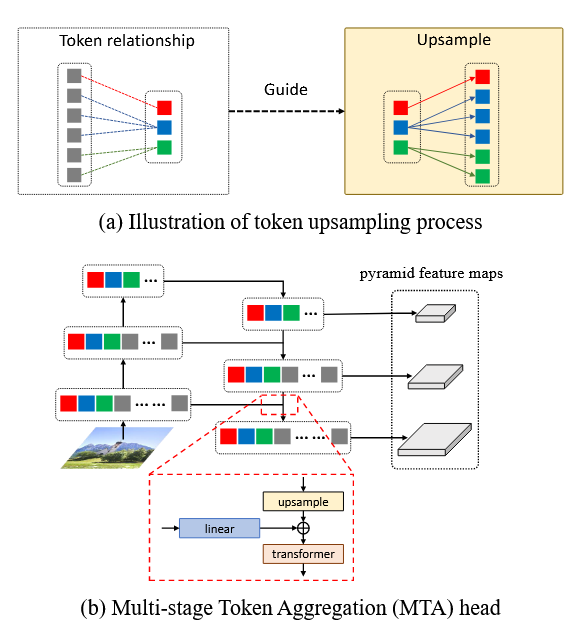 Token relationship
Guide
Upsample
(a) Illustration of token upsampling process
pyramid feature maps
upsample
linear
transformer
(b) Multi-stage Token Aggregation (MTA) head